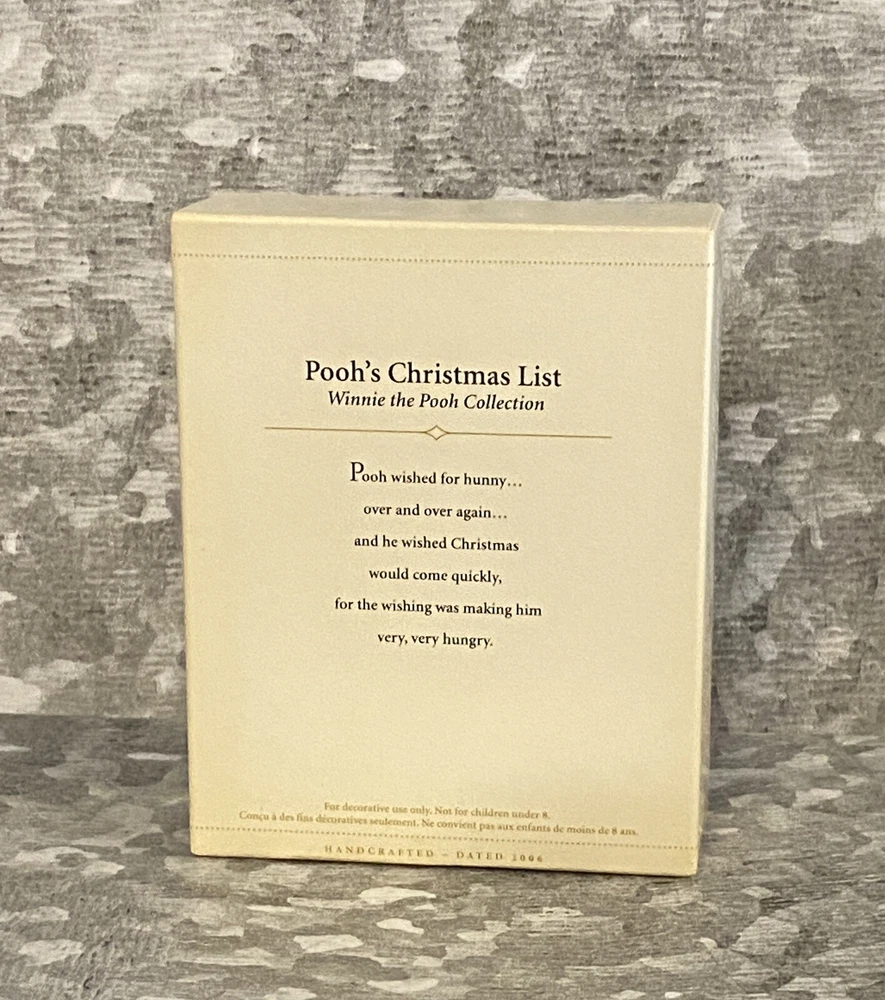 Pooh's Christmas List
Winnie the Pooh Collection
Pooh wished for hunny...
over and over again...
and he wished Christmas
would come quickly,
for the wishing was making him
very, very hungry.
For decorative use only. Not for children under 8.
Conçu à des fins décoratives seulement. Ne convient pas aux enfants de moins de 8 ans.
HANDCRAFTED – DATED 2006